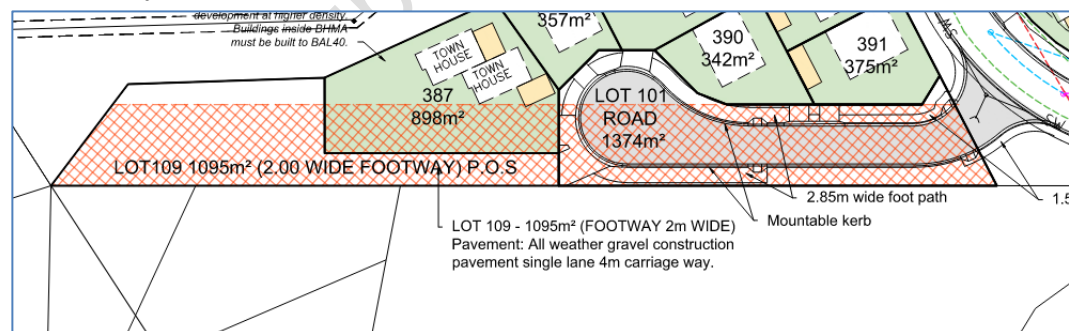 development at higher density.
Buildings inside BHMA
must be built to BAL40.
TOWN
HOUSE
TOWN
HOUSE
387
898m²
357m²
390
342m²
391
375m²
LOT 101
ROAD
1374m²
LOT109 1095m² (2.00 WIDE FOOTWAY) P.O.S
2.85m wide foot path
Mountable kerb
1.5
LOT 109 - 1095m² (FOOTWAY 2m WIDE)
Pavement: All weather gravel construction
pavement single lane 4m carriage way.
SW